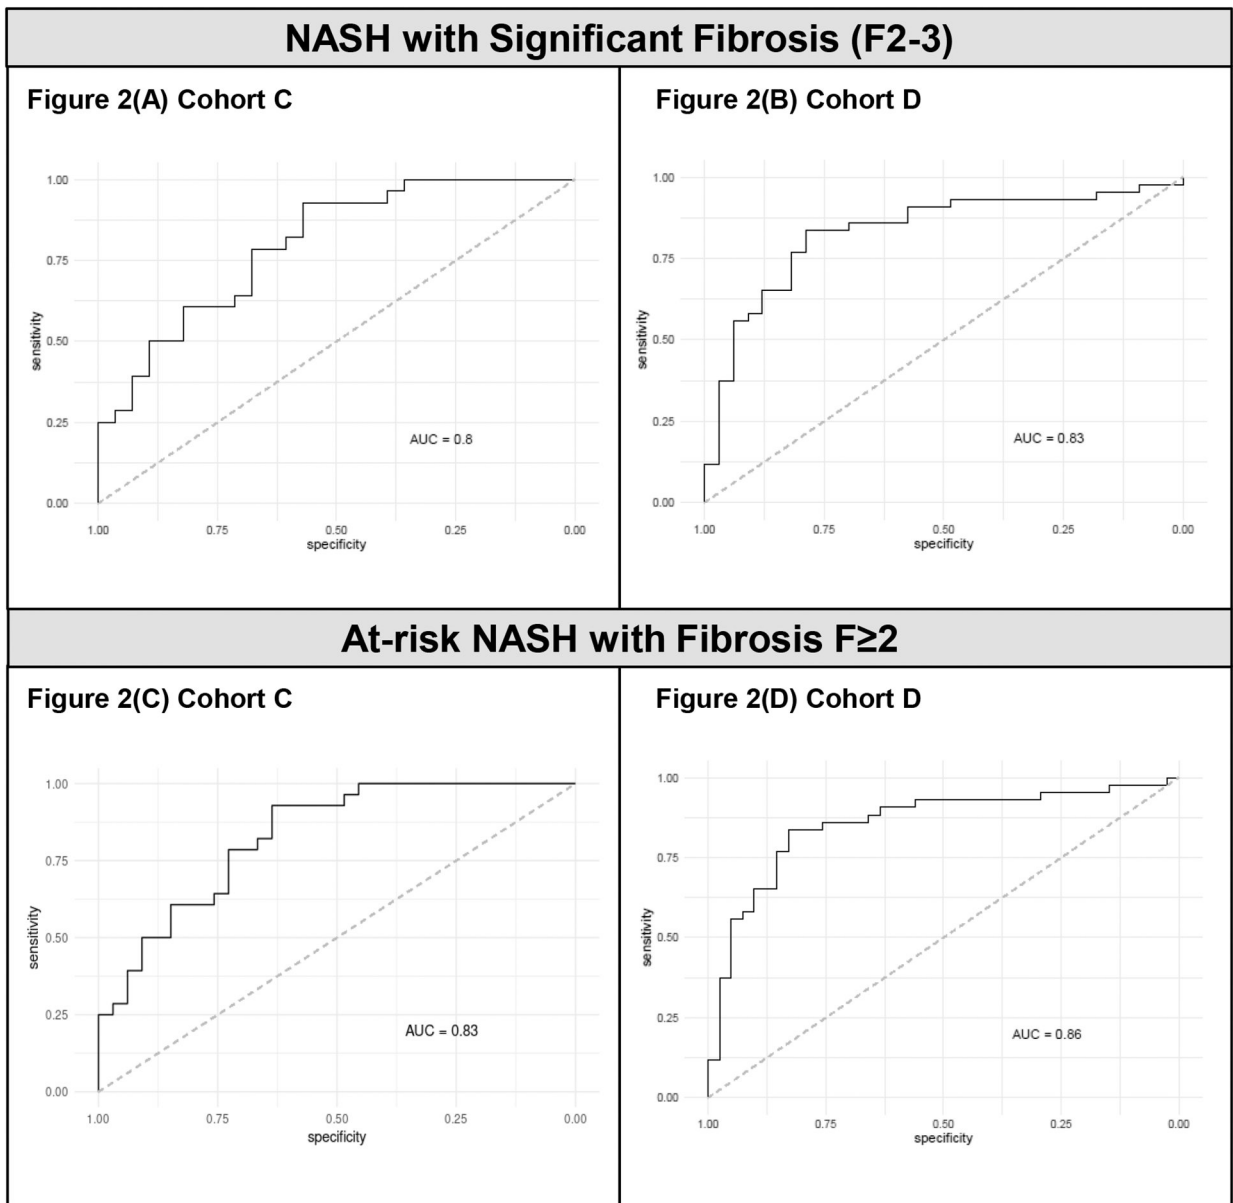 NASH with Significant Fibrosis (F2-3)
Figure 2(A) Cohort C
1.00
0.75
0.50
0.25
0.00
sensitivity
AUC = 0.8
1.00 0.75 0.50 0.25 0.00
specificity
Figure 2(B) Cohort D
1.00
0.75
0.50
0.25
0.00
sensitivity
AUC = 0.83
1.00 0.75 0.50 0.25 0.00
specificity
At-risk NASH with Fibrosis F≥2
Figure 2(C) Cohort C
1.00
0.75
0.50
0.25
0.00
sensitivity
AUC = 0.83
1.00 0.75 0.50 0.25 0.00
specificity
Figure 2(D) Cohort D
1.00
0.75
0.50
0.25
0.00
sensitivity
AUC = 0.86
1.00 0.75 0.50 0.25 0.00
specificity